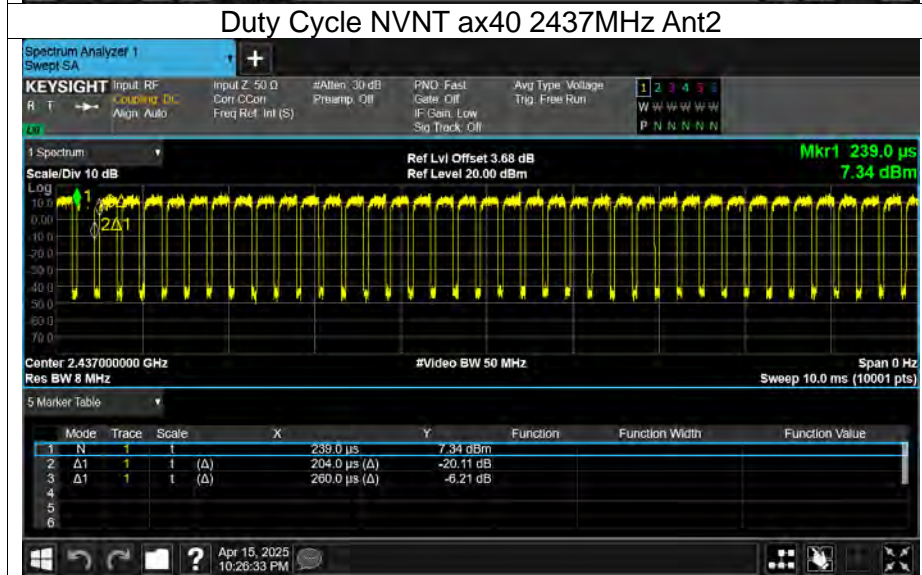 Duty Cycle NVNT ax40 2437MHz Ant2
Spectrum Analyzer 1
Swept SA
+
KEYSIGHT Input: RF Input Z: 50 Ω #Atten: 30 dB PNO: Fast Avg Type: Voltage 1 2 3 4 5 6
R T Coupling: DC Corr CCorr Preamp: Off Gate: Off Trig: Free Run W W W W W W
Align: Auto Freq Ref: Int (S) IF Gain: Low
LXI Sig Track: Off P N N N N N
1 Spectrum Ref Lvl Offset 3.68 dB Mkr1 239.0 µs
Scale/Div 10 dB Ref Level 20.00 dBm 7.34 dBm
Log
10.0
0.00
-10.0
-20.0
-30.0
-40.0
-50.0
-60.0
-70.0
1
2Δ1
Center 2.437000000 GHz #Video BW 50 MHz Span 0 Hz
Res BW 8 MHz Sweep 10.0 ms (10001 pts)
5 Marker Table
Mode Trace Scale X Y Function Function Width Function Value
1 N 1 t 239.0 µs 7.34 dBm
2 Δ1 1 t (Δ) 204.0 µs (Δ) -20.11 dB
3 Δ1 1 t (Δ) 260.0 µs (Δ) -6.21 dB
4
5
6
? Apr 15, 2025
10:26:33 PM